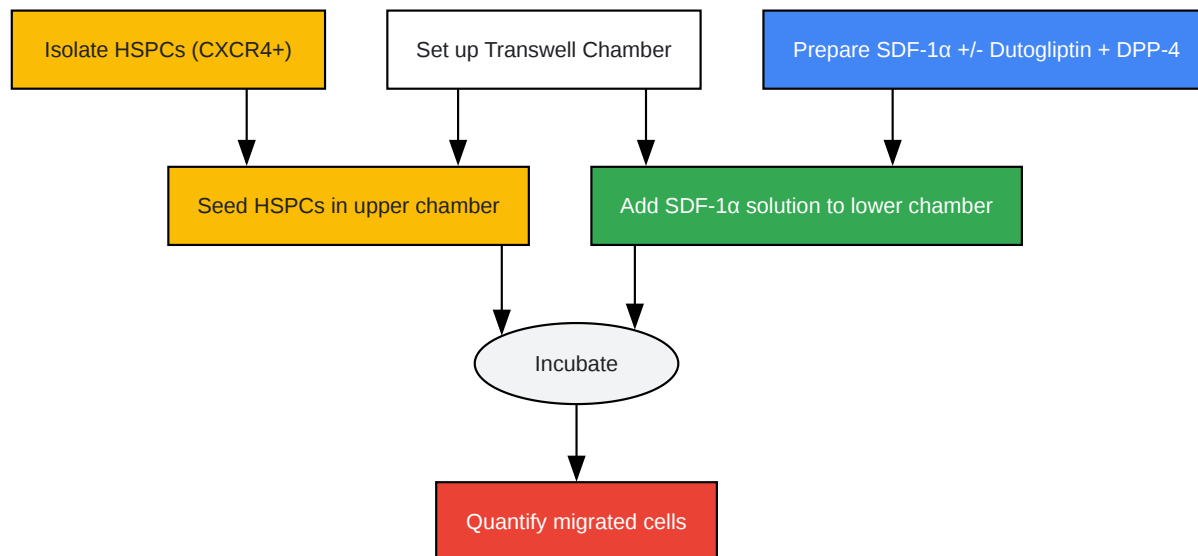 Isolate HSPCs (CXCR4+)
Set up Transwell Chamber
Prepare SDF-1α +/- Dutogliptin + DPP-4
Seed HSPCs in upper chamber
Add SDF-1α solution to lower chamber
Incubate
Quantify migrated cells